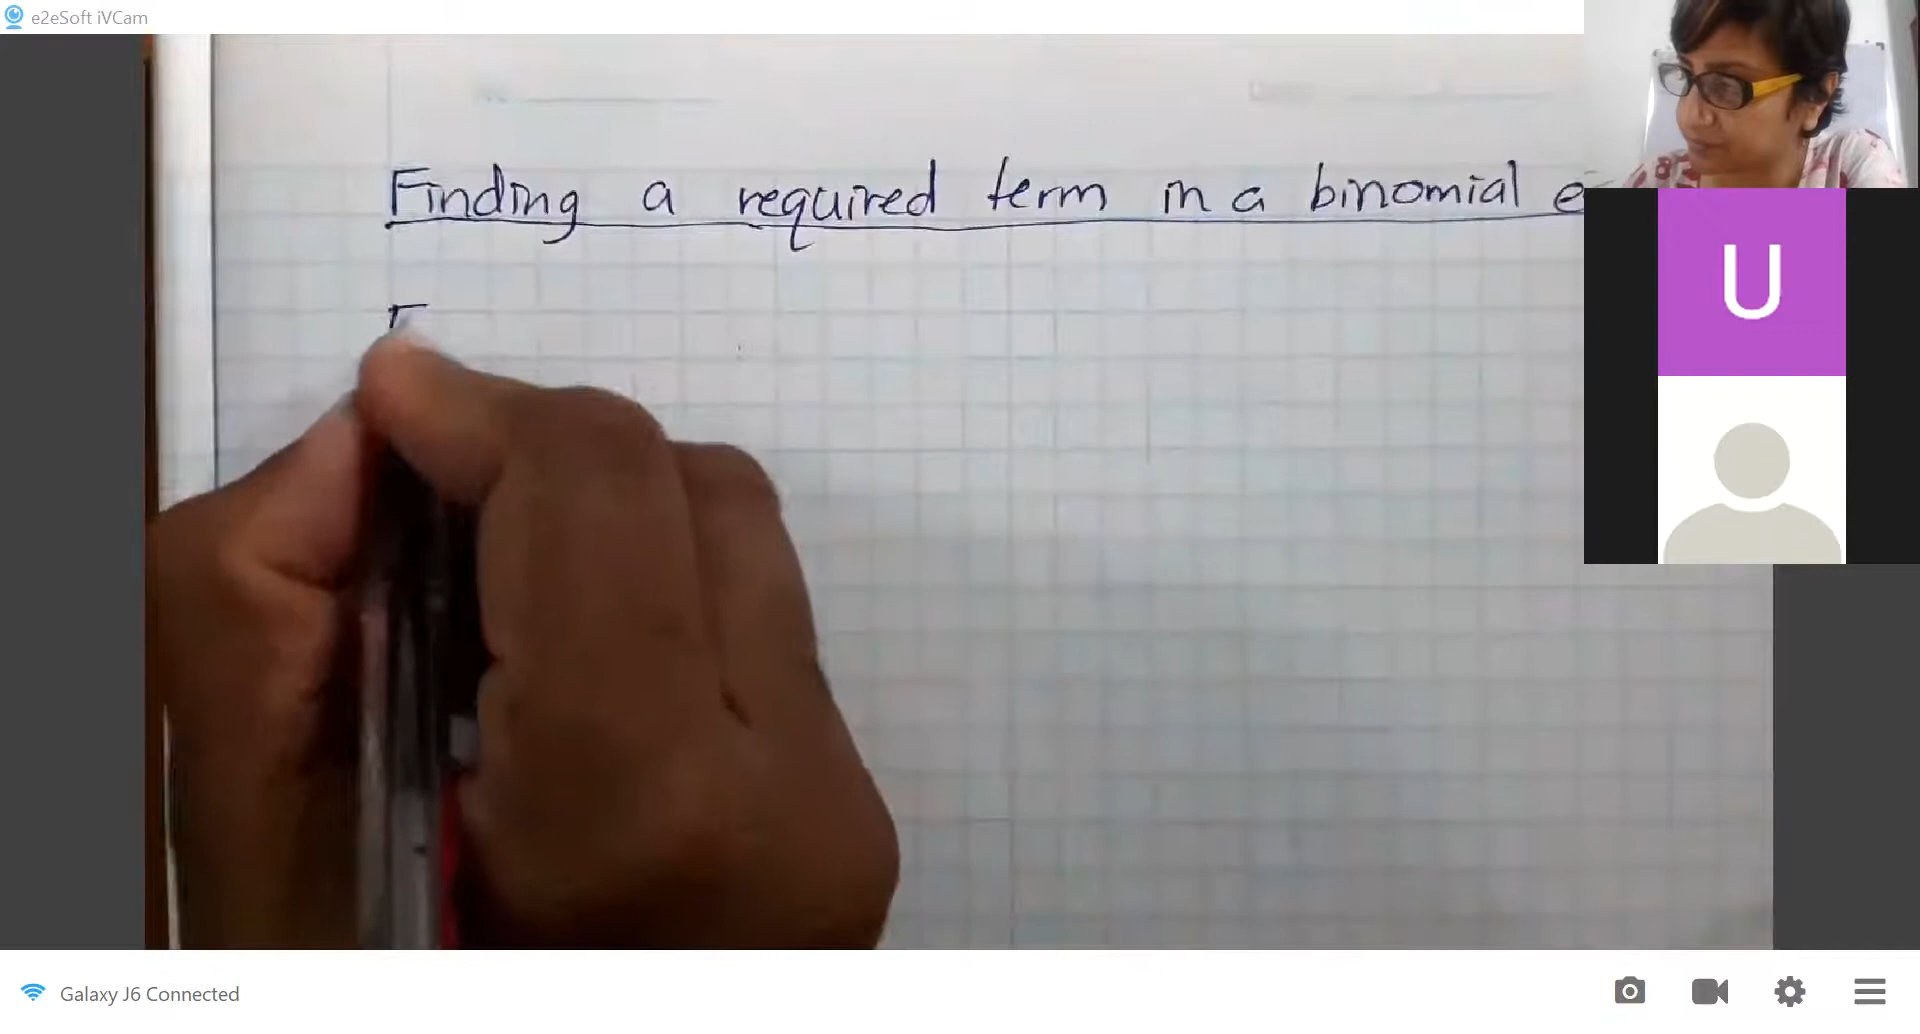 e2eSoft iVCam
Finding a required term in a binomial e
U
Galaxy J6 Connected